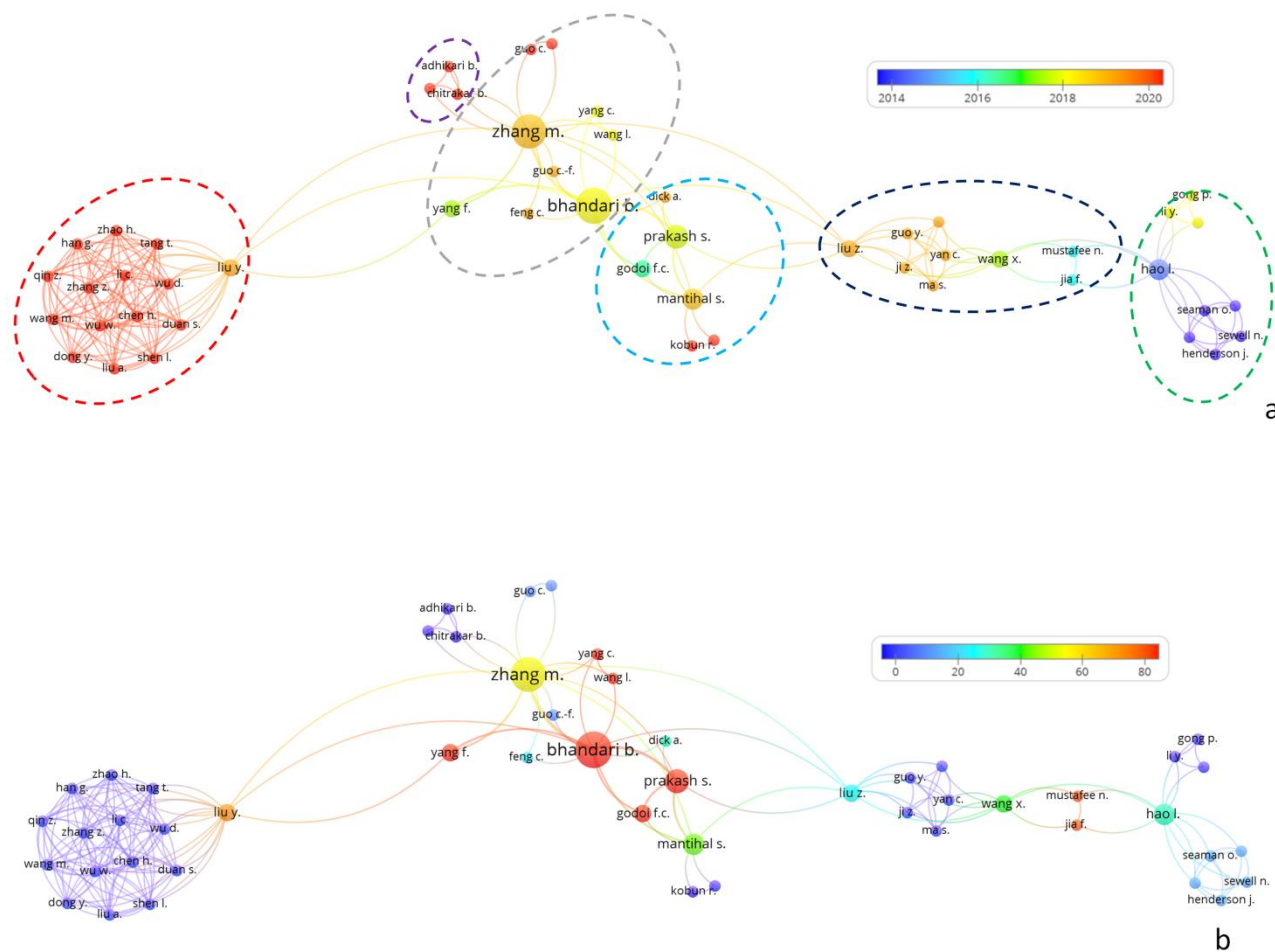 guo c.
adhikari b.
chitrakar b.
2014 2016 2018 2020
yang c.
zhang m.
wang l.
guo c.-f.
dick a.
gong p.
yang f.
feng c.
bhandari b.
li y.
zhao h.
han g.
tang t.
prakash s.
guo y.
liu z.
yan c.
wang x.
mustafee n.
qin z.
li c.
liu y.
godoi f.c.
ji z.
hao l.
zhang z.
wu d.
ma s.
jia f.
mantihal s.
wang m.
wu w.
chen h.
duan s.
seaman o.
sewell n.
dong y.
shen l.
kobun r.
henderson j.
liu a.
a
guo c.
adhikari b.
chitrakar b.
yang c.
0 20 40 60 80
zhang m.
wang l.
guo c.-f.
dick a.
gong p.
yang f.
feng c.
bhandari b.
li y.
zhao h.
han g.
tang t.
prakash s.
guo y.
liu z.
yan c.
wang x.
mustafee n.
qin z.
li c.
liu y.
godoi f.c.
ji z.
hao l.
zhang z.
wu d.
ma s.
jia f.
mantihal s.
wang m.
wu w.
chen h.
duan s.
seaman o.
sewell n.
dong y.
shen l.
kobun r.
henderson j.
liu a.
b